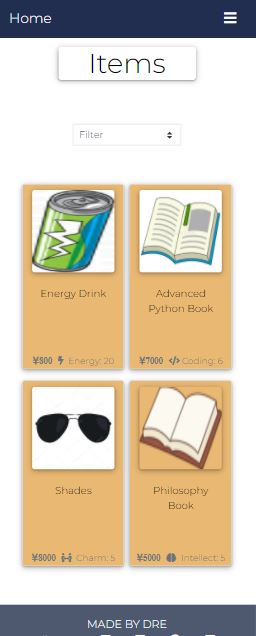 Home
Items
Filter
Energy Drink
¥800 Energy: 20
Advanced
Python Book
¥7000 Coding: 6
Shades
¥8000 Charm: 5
Philosophy
Book
¥5000 Intellect: 5
MADE BY DRE